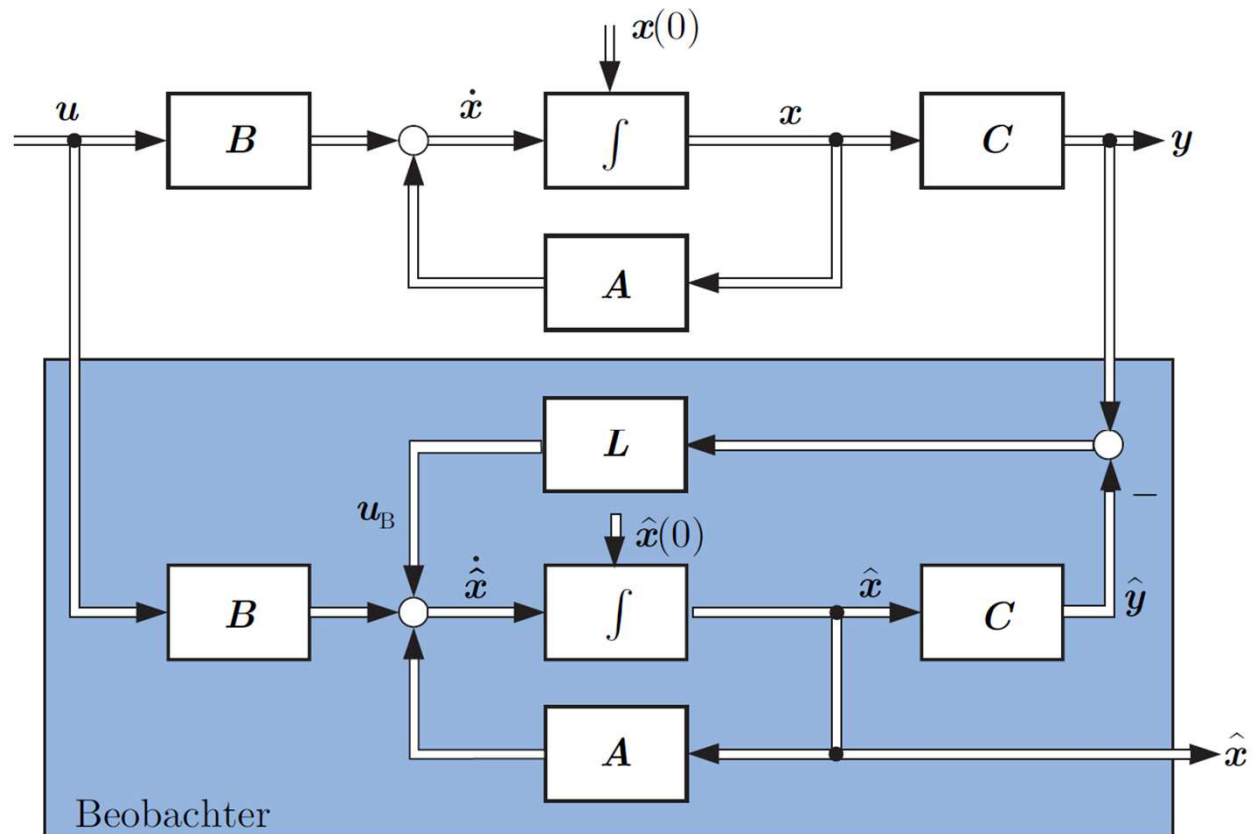 x(0)
u
B
ẋ
∫
x
C
y
A
L
u_B
x̂(0)
B
x̂̇
∫
x̂
C
ŷ
−
A
x̂
Beobachter